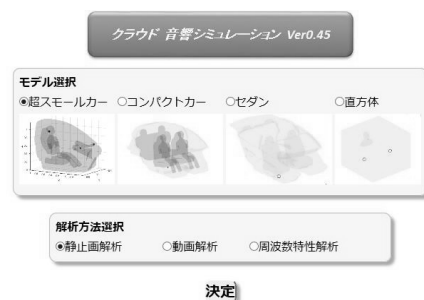 クラウド 音響シミュレーション Ver0.45
モデル選択
◉超スモールカー ○コンパクトカー ○セダン ○直方体
解析方法選択
◉静止画解析 ○動画解析 ○周波数特性解析
決定